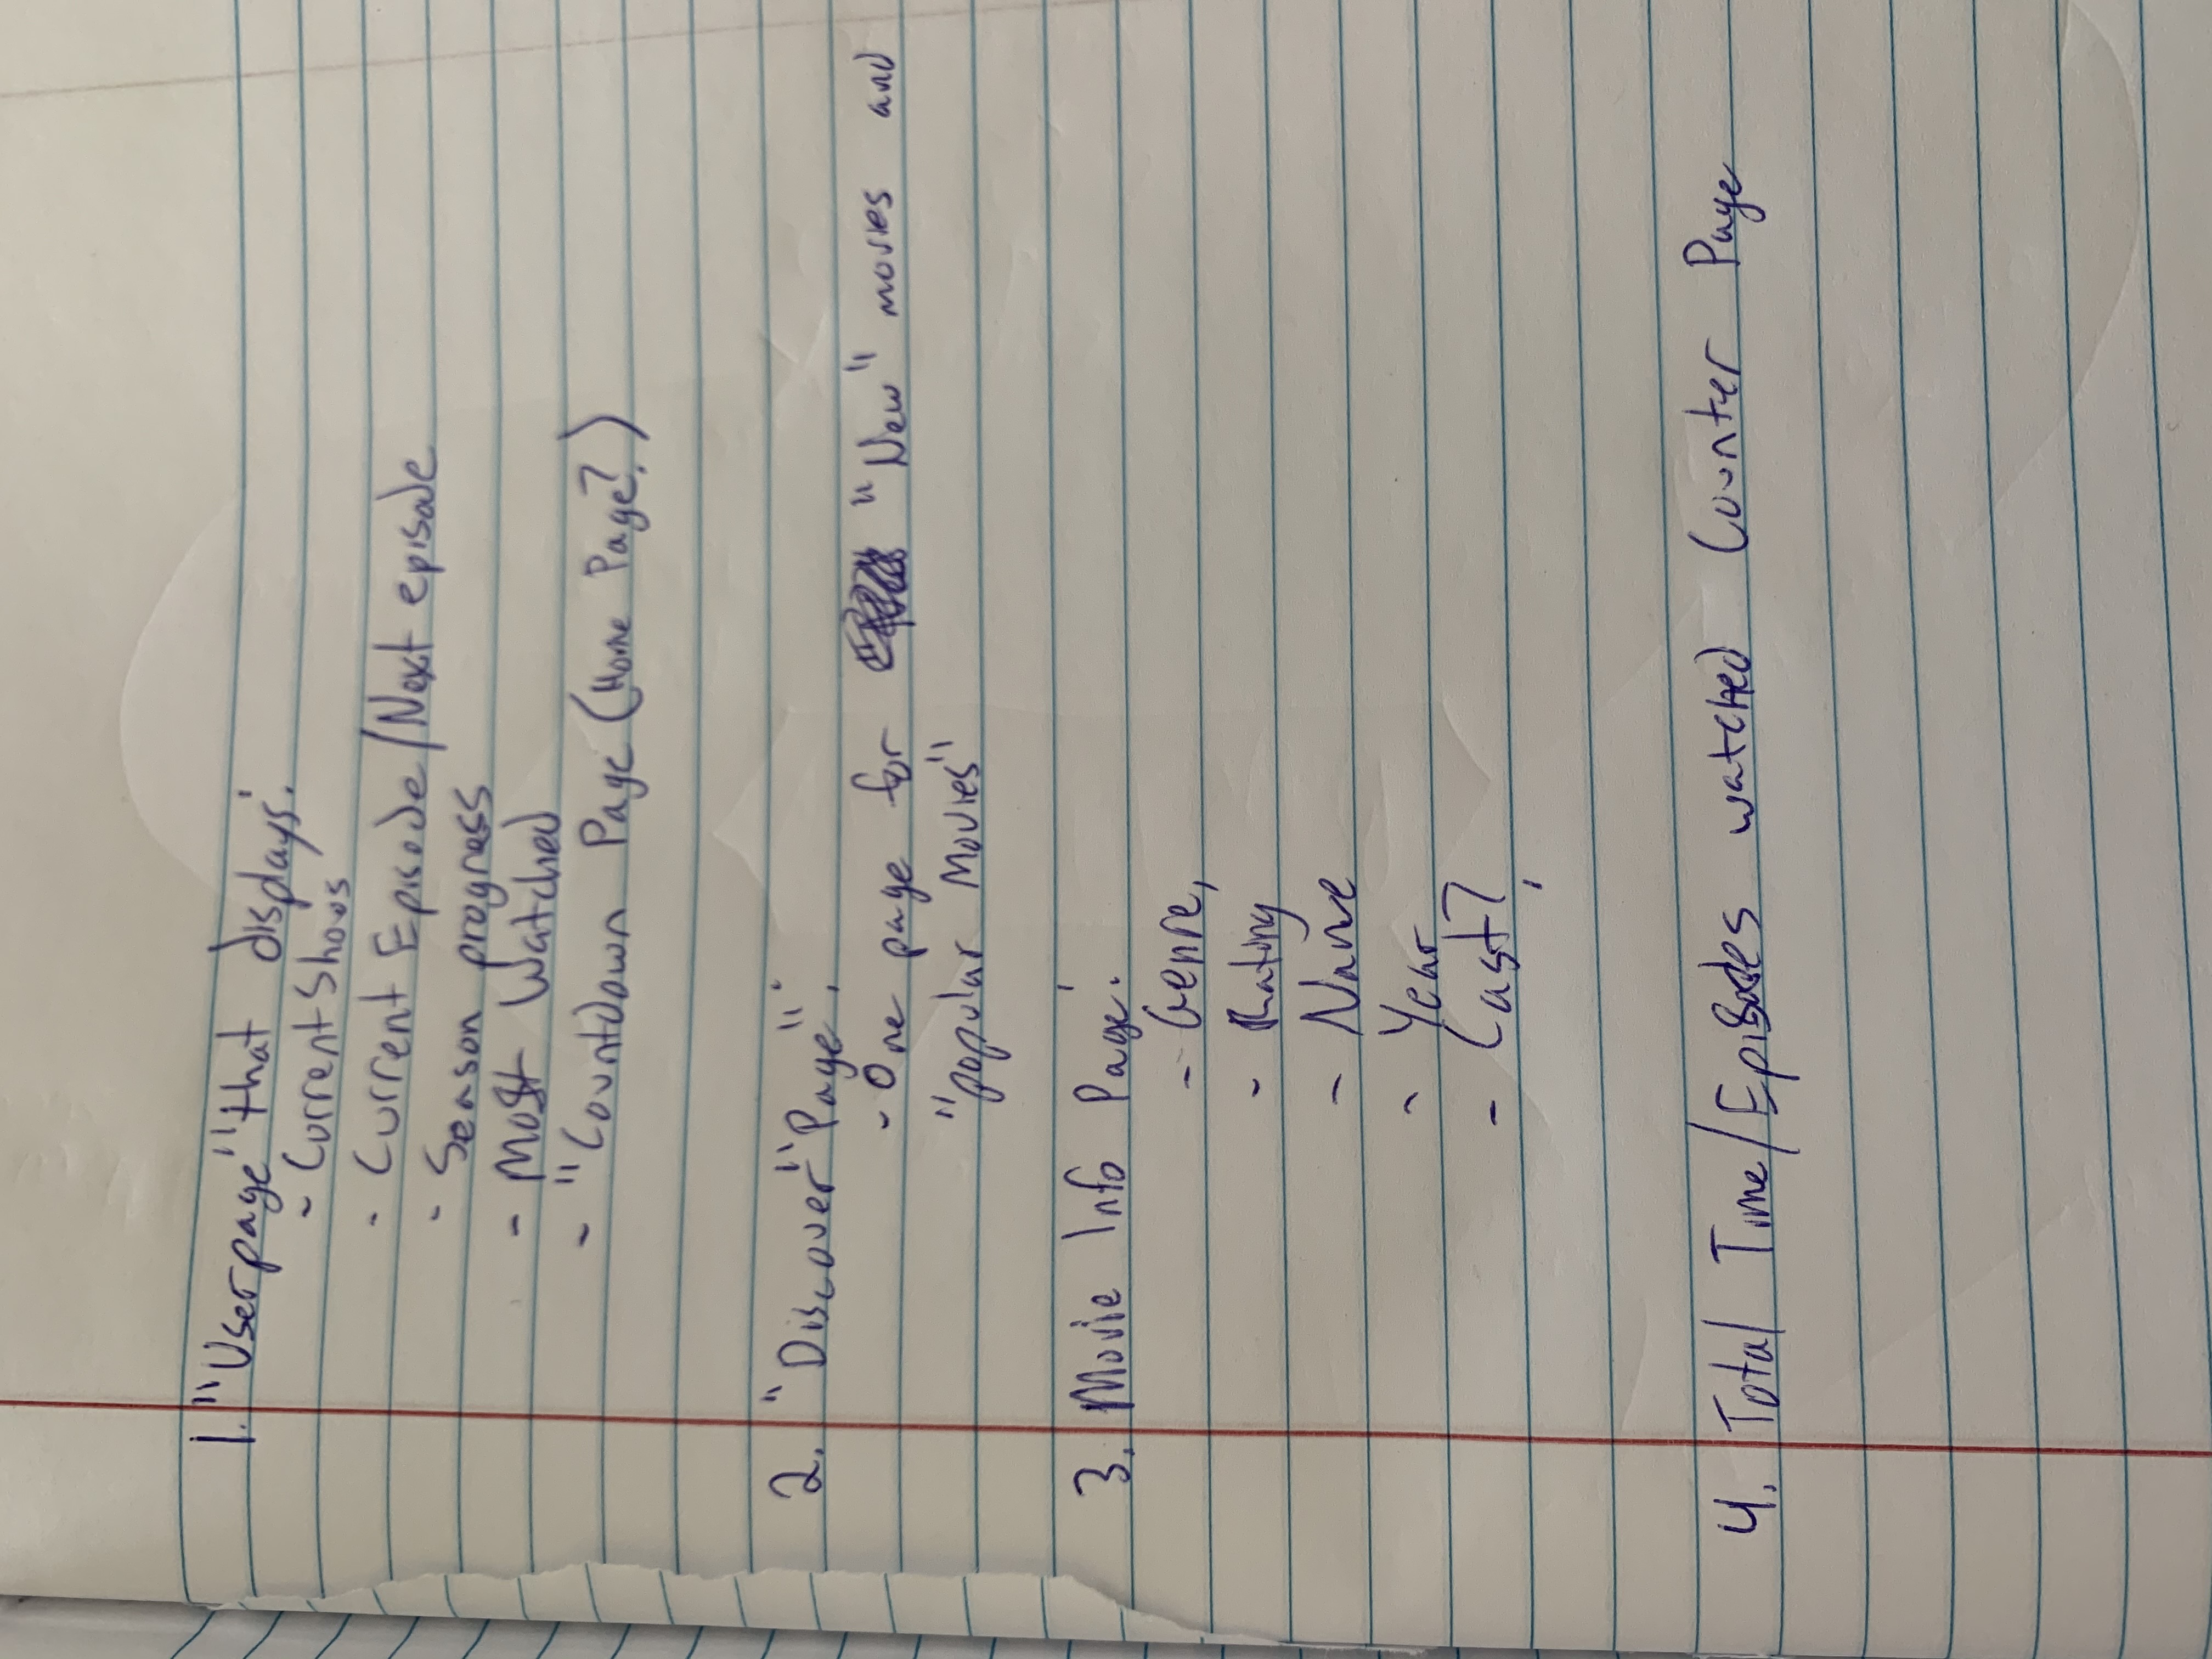 1. "Userpage" that displays:
- Current Shows
- Current Episode/Next episode
- Season progress
- Most Watched
- "Countdown Page (Home Page?)
2. "Discover" "Page":
- One page for "New" movies and
"popular Movies"
3. Movie Info Page:
- Genre,
- Rating
- Name
- Year
- Cast?
4. Total Time/Episodes watched Counter Page